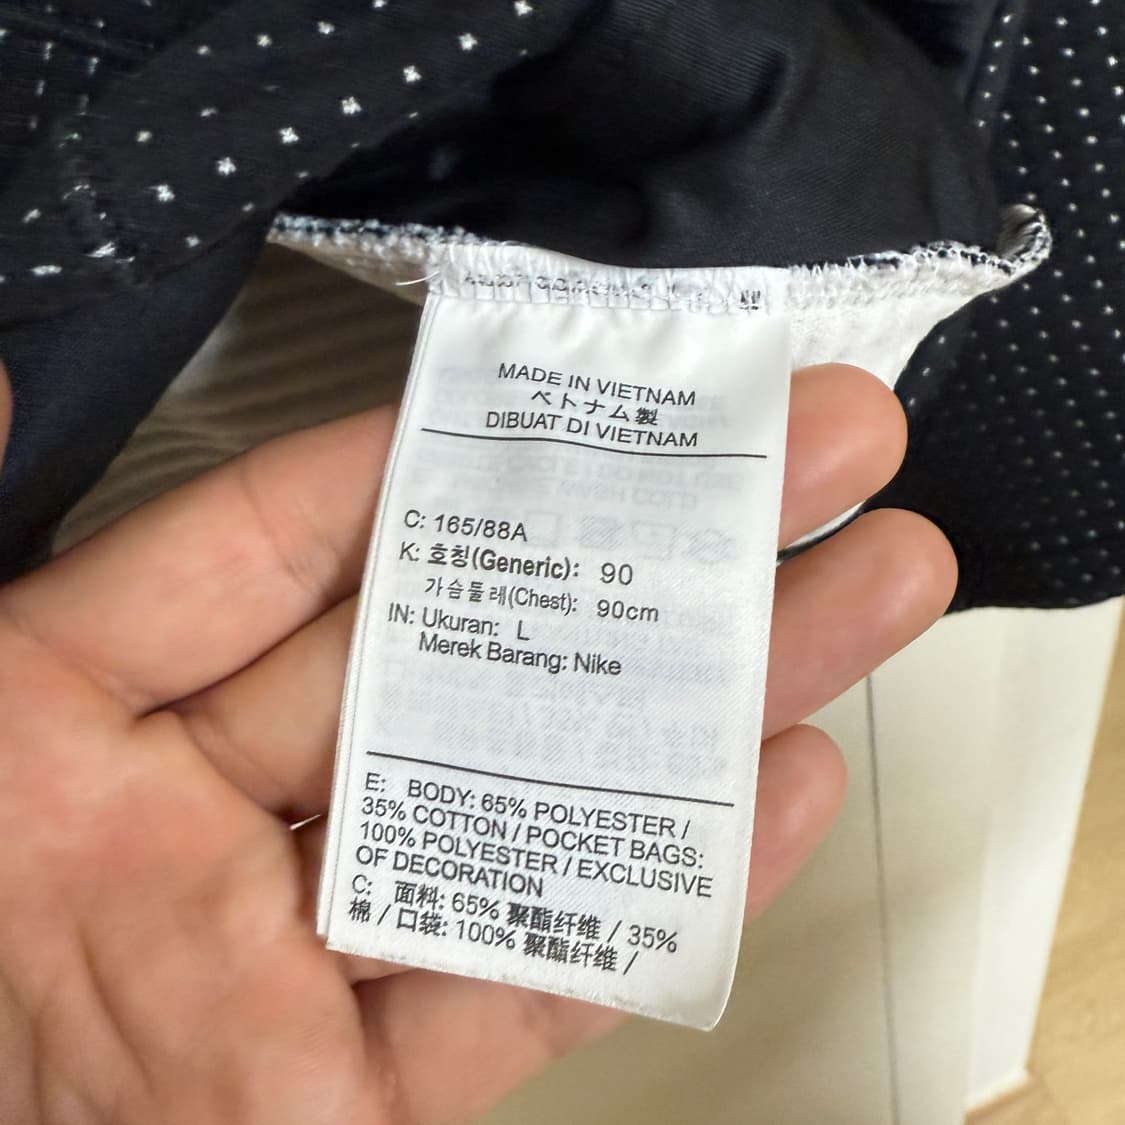 MADE IN VIETNAM
ベトナム製
DIBUAT DI VIETNAM
C: 165/88A
K: 호칭(Generic): 90
가슴둘레(Chest): 90cm
IN: Ukuran: L
Merek Barang: Nike
E: BODY: 65% POLYESTER /
35% COTTON / POCKET BAGS:
100% POLYESTER / EXCLUSIVE
OF DECORATION
C: 面料: 65% 聚酯纤维 / 35%
棉 / 口袋: 100% 聚酯纤维 /